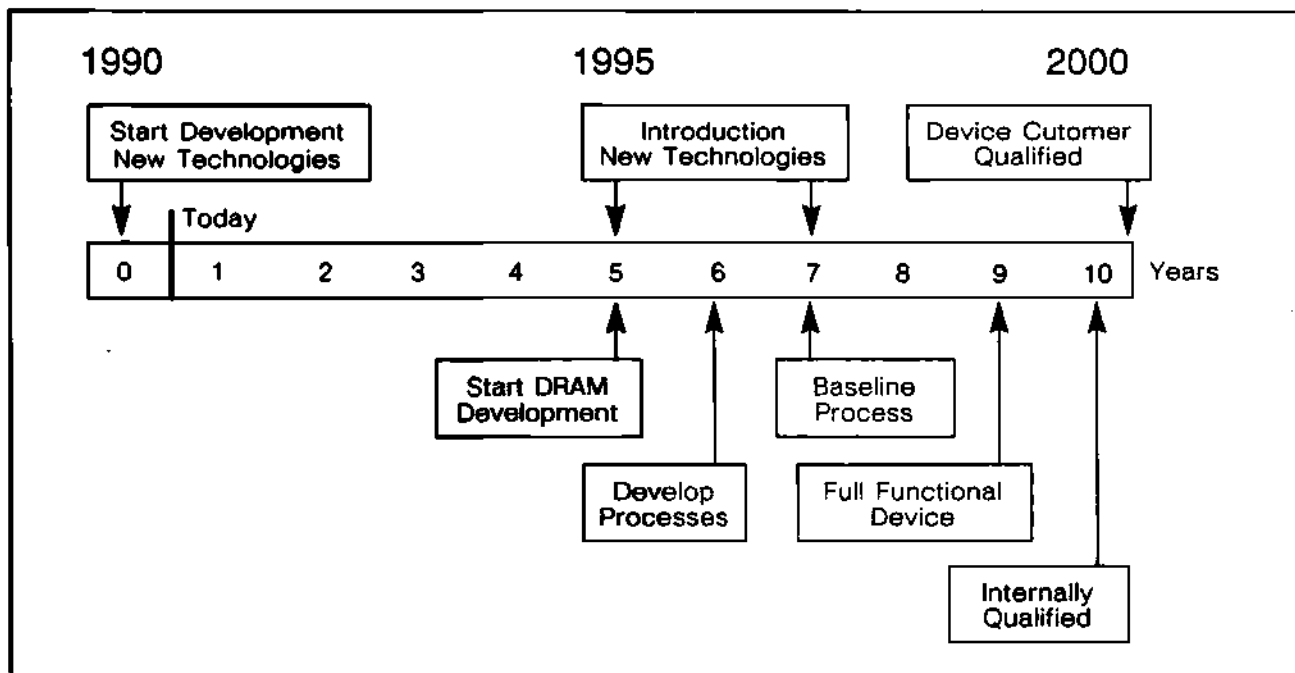 1990 1995 2000
Start Development
New Technologies
Introduction
New Technologies
Device Cutomer
Qualified
Today
0 1 2 3 4 5 6 7 8 9 10 Years
Start DRAM
Development
Baseline
Process
Develop
Processes
Full Functional
Device
Internally
Qualified